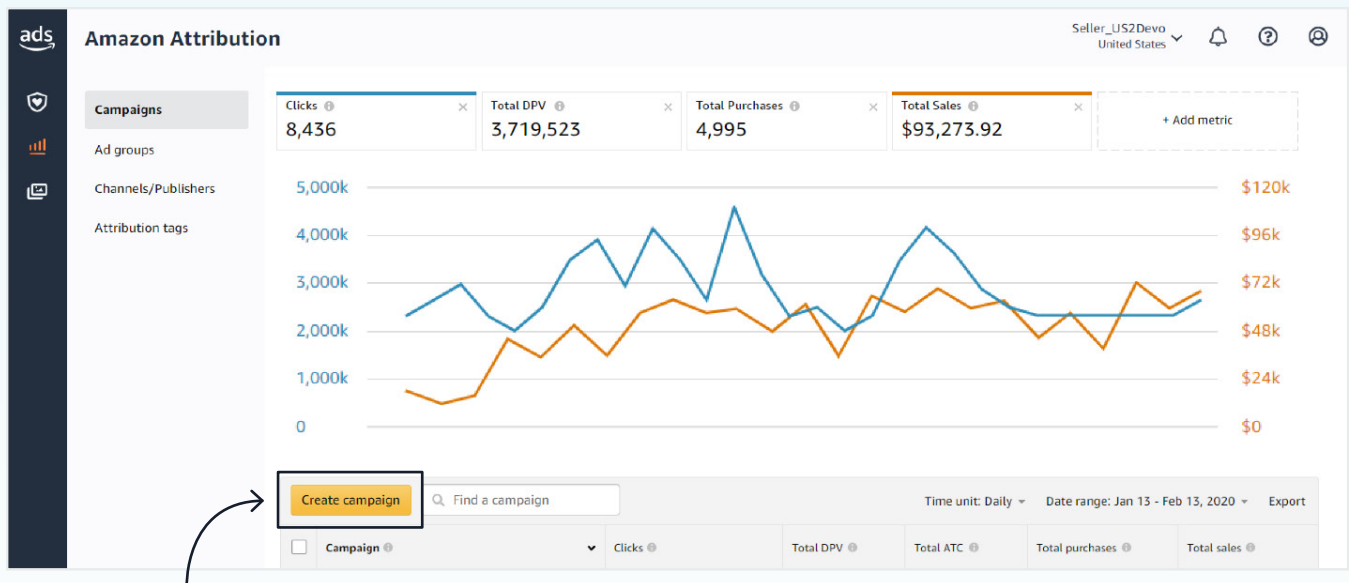 ads
Amazon Attribution
Seller_US2Devo
United States
Campaigns
Ad groups
Channels/Publishers
Attribution tags
Clicks
8,436
Total DPV
3,719,523
Total Purchases
4,995
Total Sales
$93,273.92
+ Add metric
5,000k
4,000k
3,000k
2,000k
1,000k
0
$120k
$96k
$72k
$48k
$24k
$0
Create campaign
Find a campaign
Time unit: Daily
Date range: Jan 13 - Feb 13, 2020
Export
Campaign
Clicks
Total DPV
Total ATC
Total purchases
Total sales